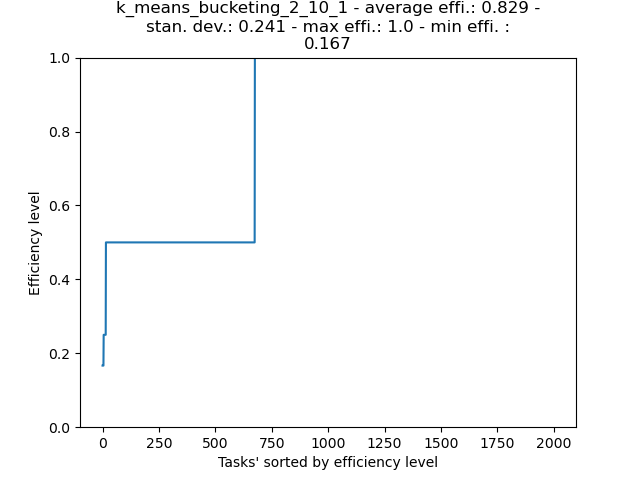 k_means_bucketing_2_10_1 - average effi.: 0.829 -
stan. dev.: 0.241 - max effi.: 1.0 - min effi. :
0.167
1.0
0.8
0.6
0.4
0.2
0.0
Efficiency level
0 250 500 750 1000 1250 1500 1750 2000
Tasks' sorted by efficiency level